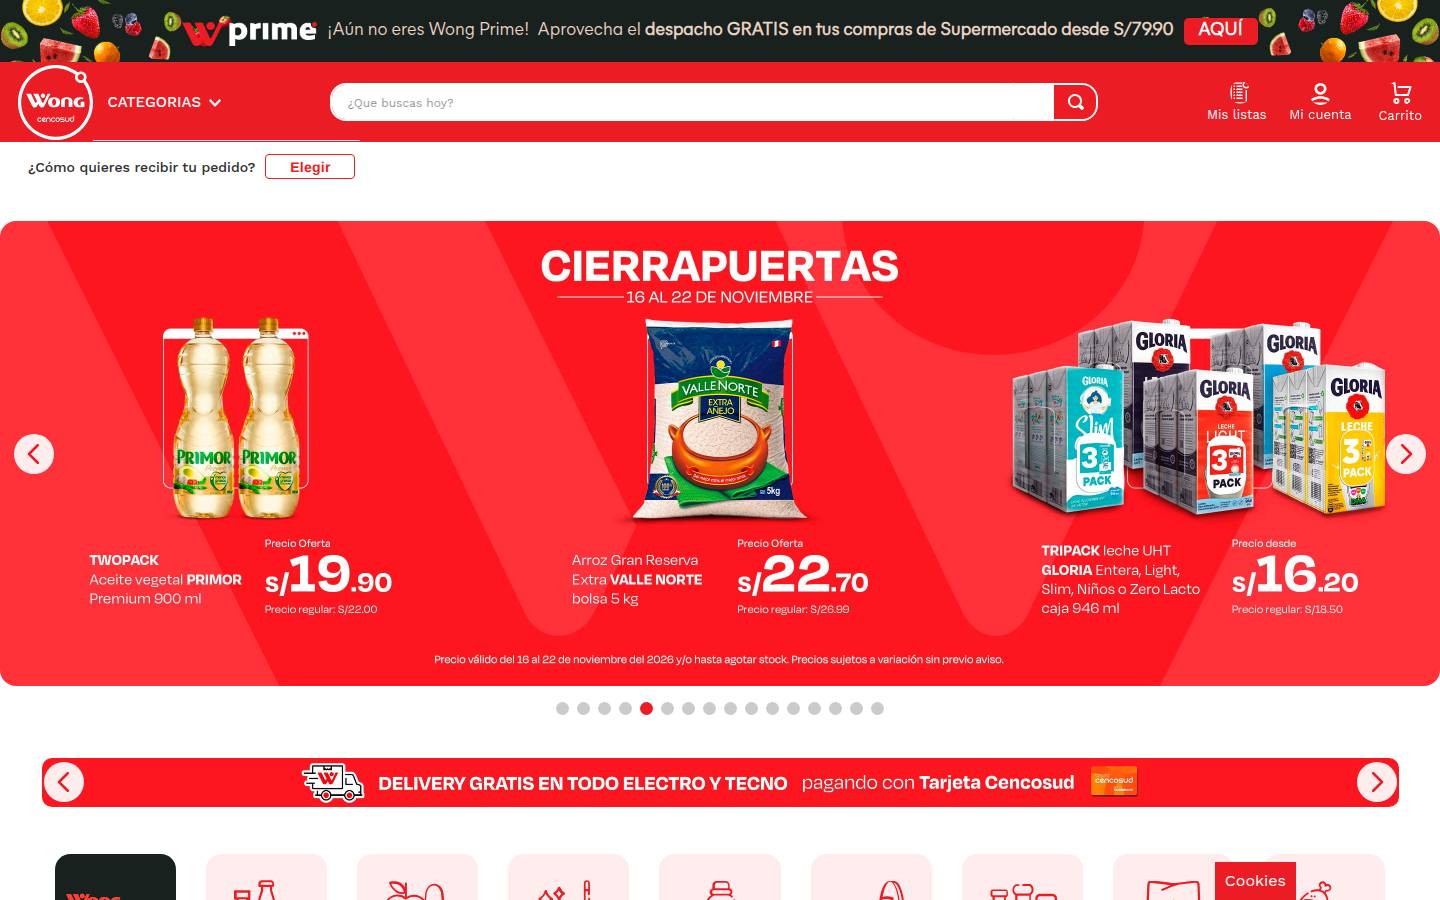 Wprime ¡Aún no eres Wong Prime! Aprovecha el despacho GRATIS en tus compras de Supermercado desde S/79.90 AQUÍ
Wong
cencosud
CATEGORIAS
¿Que buscas hoy?
Mis listas
Mi cuenta
Carrito
¿Cómo quieres recibir tu pedido?
Elegir
CIERRAPUERTAS
16 AL 22 DE NOVIEMBRE
PRIMOR
PRIMOR
VALLENORTE
EXTRA
AÑEJO
5kg
GLORIA
GLORIA
GLORIA
Slim
3
PACK
GLORIA
LECHE
LIGHT
3
PACK
GLORIA
LECHE
3
PACK
TWOPACK
Aceite vegetal PRIMOR
Premium 900 ml
Precio Oferta
S/19.90
Precio regular: S/22.00
Arroz Gran Reserva
Extra VALLE NORTE
bolsa 5 kg
Precio Oferta
S/22.70
Precio regular: S/26.99
TRIPACK leche UHT
GLORIA Entera, Light,
Slim, Niños o Zero Lacto
caja 946 ml
Precio desde
S/16.20
Precio regular: S/18.50
Precio válido del 16 al 22 de noviembre del 2026 y/o hasta agotar stock. Precios sujetos a variación sin previo aviso.
DELIVERY GRATIS EN TODO ELECTRO Y TECNO pagando con Tarjeta Cencosud
cencosud
Cookies